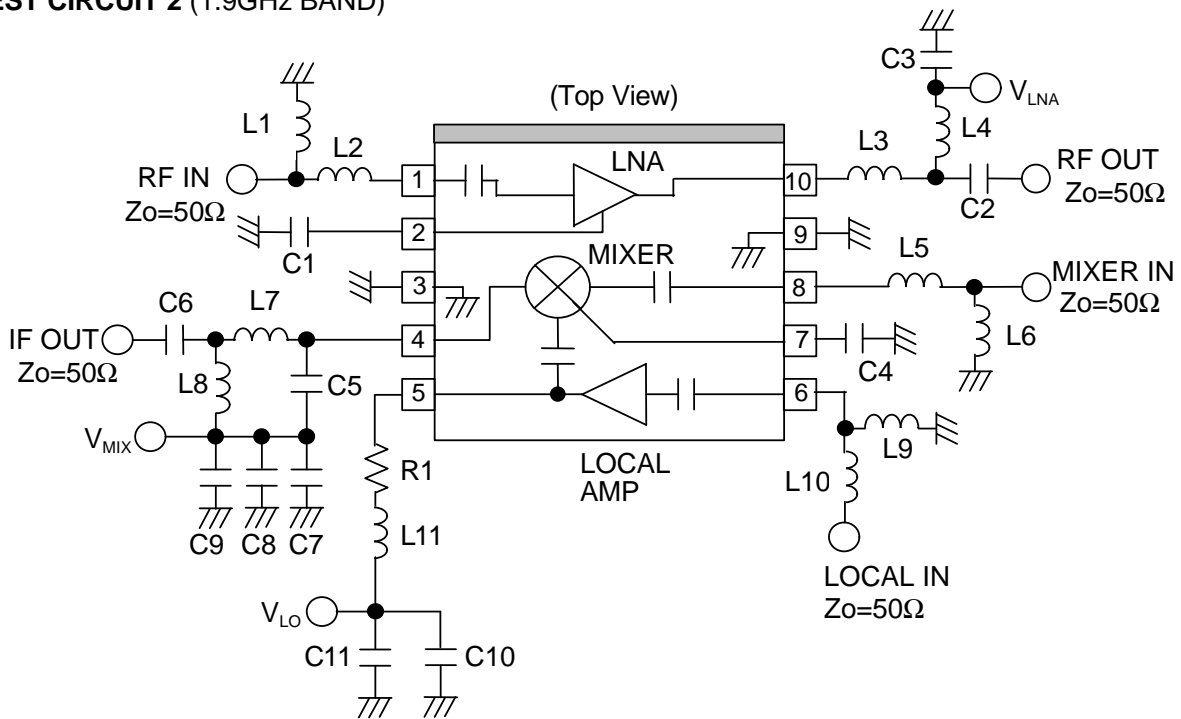 EST CIRCUIT 2 (1.9GHz BAND)
C3
(Top View)
V_LNA
L1
L2
LNA
L3
L4
RF IN
Zo=50Ω
1
10
RF OUT
Zo=50Ω
C2
C1
2
9
MIXER
L5
3
8
MIXER IN
Zo=50Ω
C6
L7
IF OUT
Zo=50Ω
4
7
L6
C4
L8
C5
5
6
V_MIX
L9
R1
LOCAL
AMP
L10
C9 C8 C7
L11
LOCAL IN
Zo=50Ω
V_LO
C11
C10